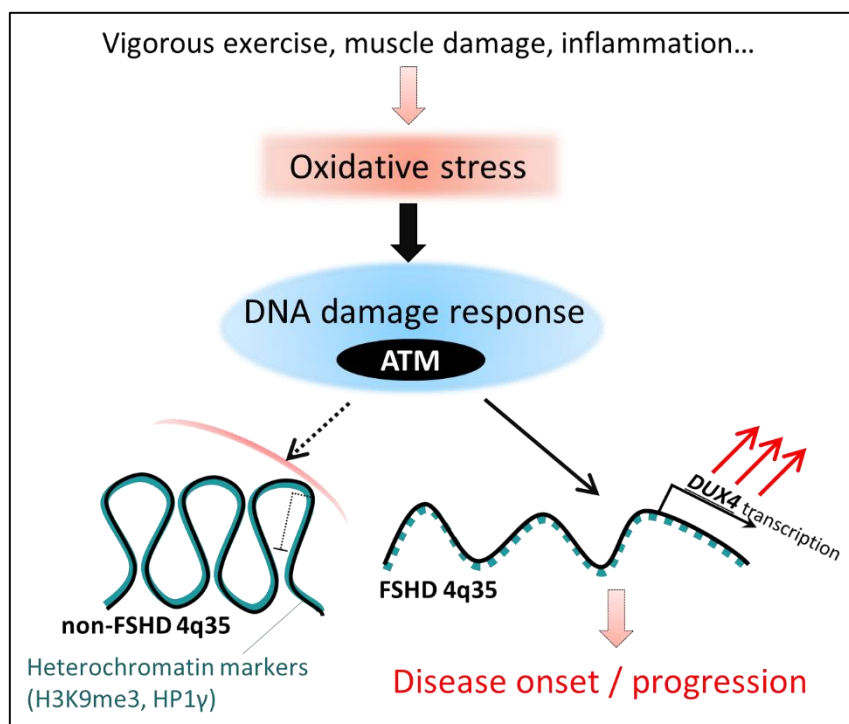 Vigorous exercise, muscle damage, inflammation…
Oxidative stress
DNA damage response
ATM
DUX4 transcription
non-FSHD 4q35
FSHD 4q35
Heterochromatin markers
(H3K9me3, HP1γ)
Disease onset / progression